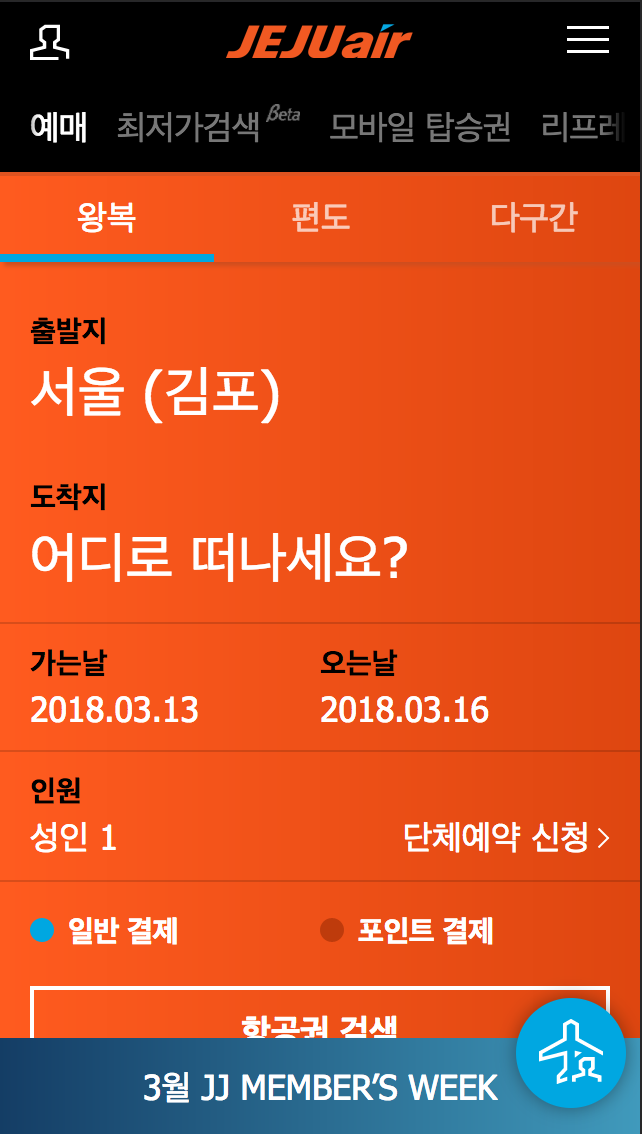 JEJUair
예매 최저가검색 Beta 모바일 탑승권 리프레
왕복 편도 다구간
출발지
서울 (김포)
도착지
어디로 떠나세요?
가는날 오는날
2018.03.13 2018.03.16
인원
성인 1 단체예약 신청 >
일반 결제 포인트 결제
항공권 검색
3월 JJ MEMBER'S WEEK